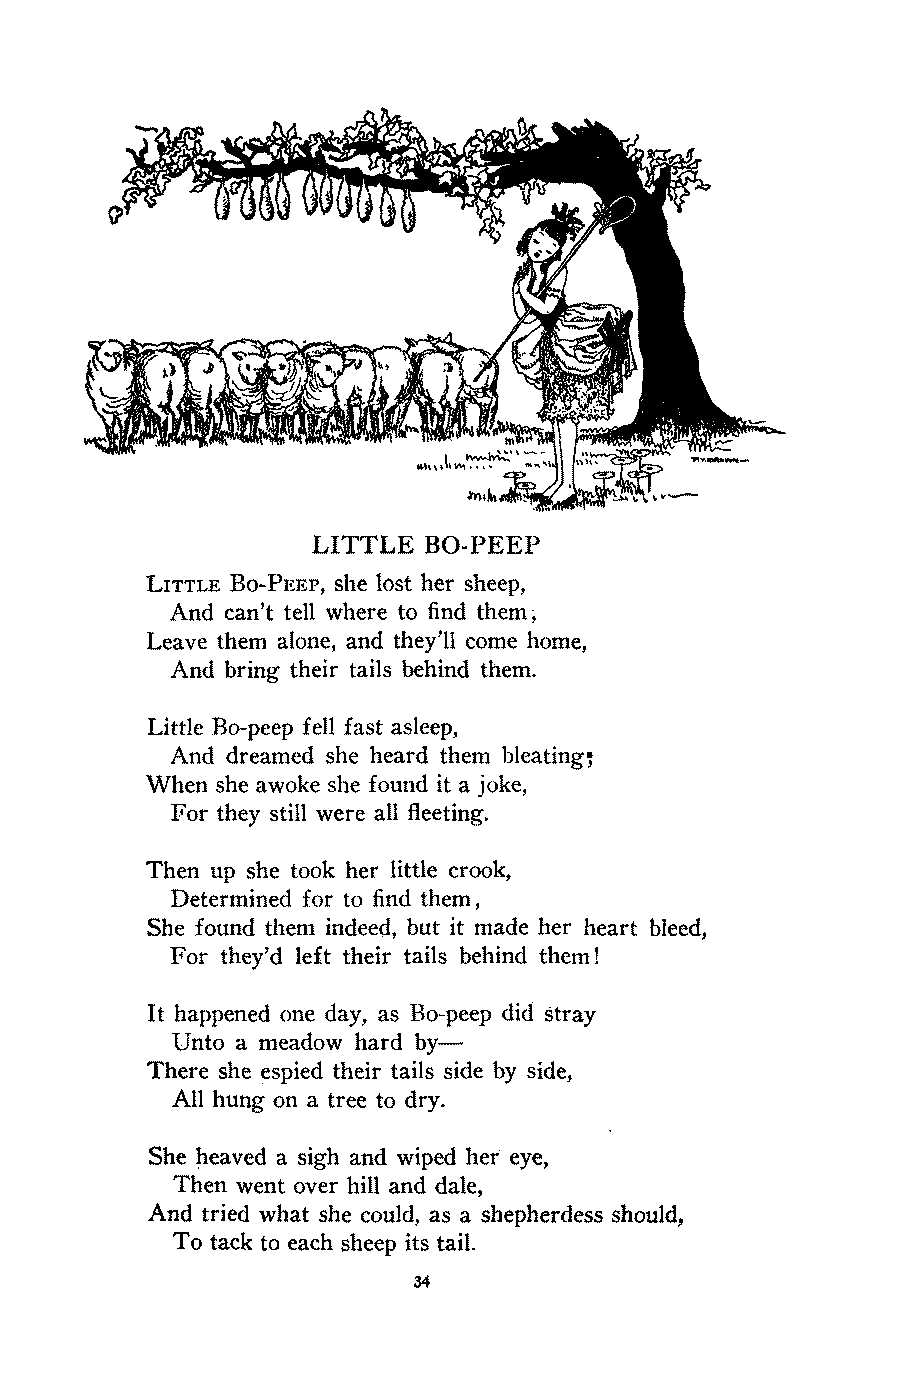 LITTLE BO-PEEP
LITTLE BO-PEEP, she lost her sheep,
And can't tell where to find them;
Leave them alone, and they'll come home,
And bring their tails behind them.
Little Bo-peep fell fast asleep,
And dreamed she heard them bleating;
When she awoke she found it a joke,
For they still were all fleeting.
Then up she took her little crook,
Determined for to find them,
She found them indeed, but it made her heart bleed,
For they'd left their tails behind them!
It happened one day, as Bo-peep did stray
Unto a meadow hard by—
There she espied their tails side by side,
All hung on a tree to dry.
She heaved a sigh and wiped her eye,
Then went over hill and dale,
And tried what she could, as a shepherdess should,
To tack to each sheep its tail.
34